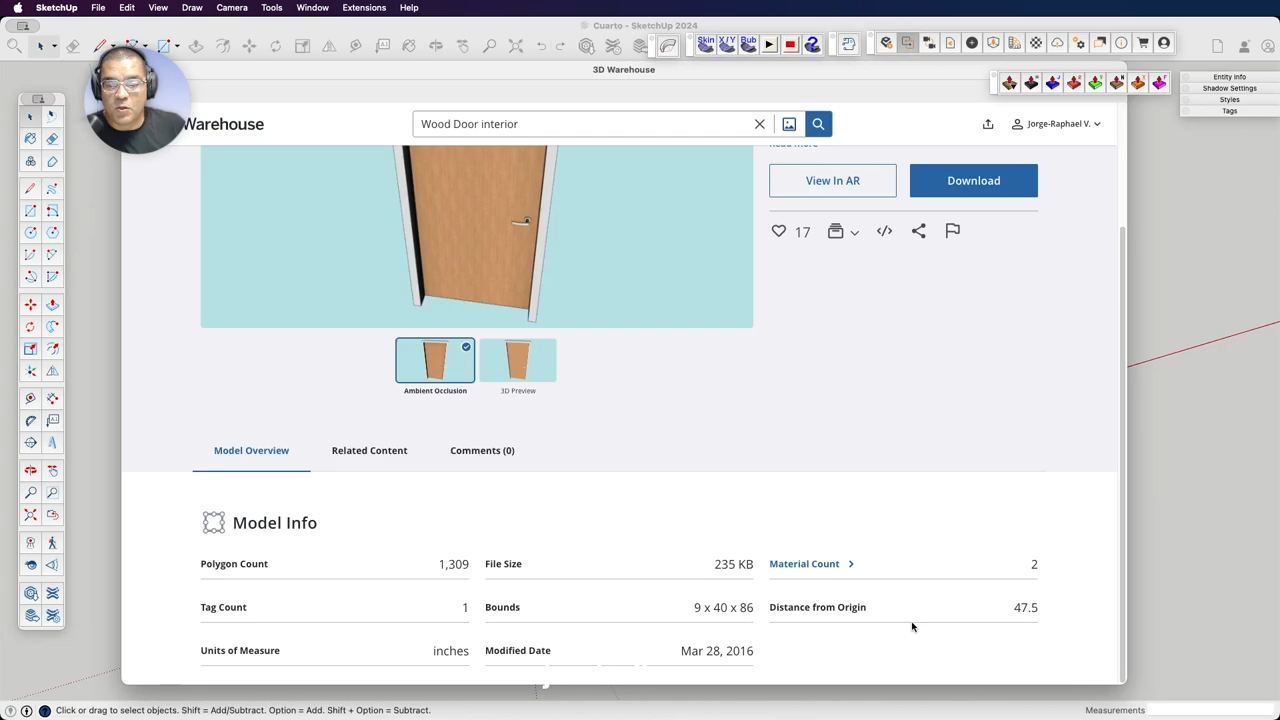 SketchUp File Edit View Draw Camera Tools Window Extensions Help
Cuarto - SketchUp 2024
Skin X/Y Bub
3D Warehouse
Entity Info
Shadow Settings
Styles
Tags
Warehouse
Wood Door interior
Jorge-Raphael V.
View In AR
Download
17
Ambient Occlusion
3D Preview
Model Overview
Related Content
Comments (0)
Model Info
Polygon Count 1,309
File Size 235 KB
Material Count 2
Tag Count 1
Bounds 9 x 40 x 86
Distance from Origin 47.5
Units of Measure inches
Modified Date Mar 28, 2016
Click or drag to select objects. Shift = Add/Subtract. Option = Add. Shift + Option = Subtract.
Measurements